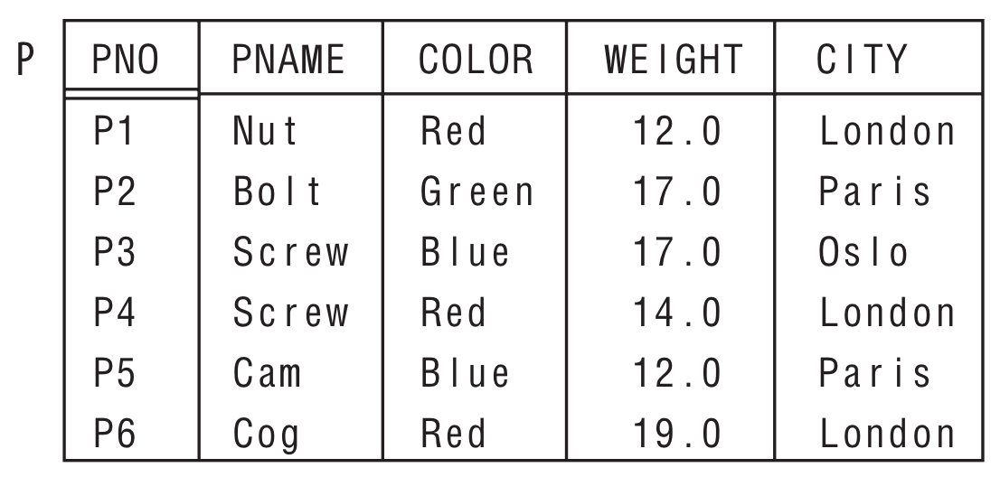 P PNO PNAME COLOR WEIGHT CITY
P1 Nut Red 12.0 London
P2 Bolt Green 17.0 Paris
P3 Screw Blue 17.0 Oslo
P4 Screw Red 14.0 London
P5 Cam Blue 12.0 Paris
P6 Cog Red 19.0 London